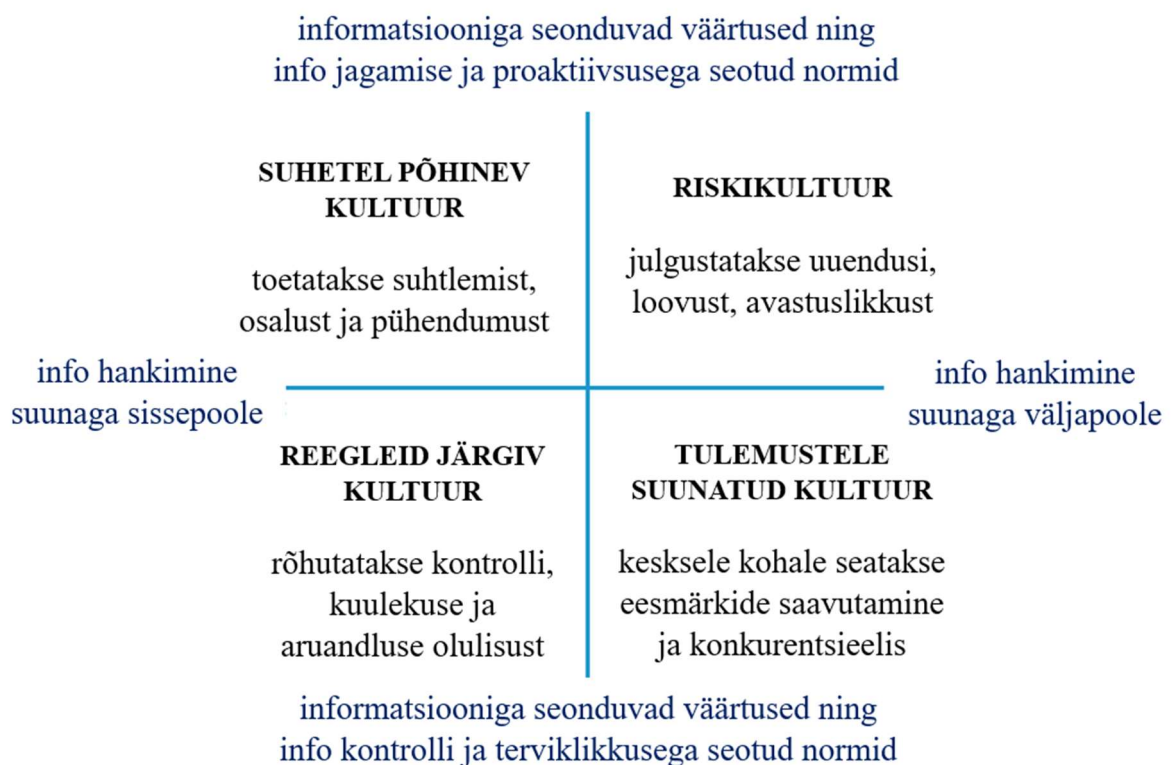 informatsiooniga seonduvad väärtused ning
info jagamise ja proaktiivsusega seotud normid
SUHETEL PÕHINEV
KULTUUR
toetatakse suhtlemist,
osalust ja pühendumust
RISKIKULTUUR
julgustatakse uuendusi,
loovust, avastuslikkust
info hankimine
suunaga sissepoole
info hankimine
suunaga väljapoole
REEGLEID JÄRGIV
KULTUUR
rõhutatakse kontrolli,
kuulekuse ja
aruandluse olulisust
TULEMUSTELE
SUUNATUD KULTUUR
kesksele kohale seatakse
eesmärkide saavutamine
ja konkurentsieelis
informatsiooniga seonduvad väärtused ning
info kontrolli ja terviklikkusega seotud normid